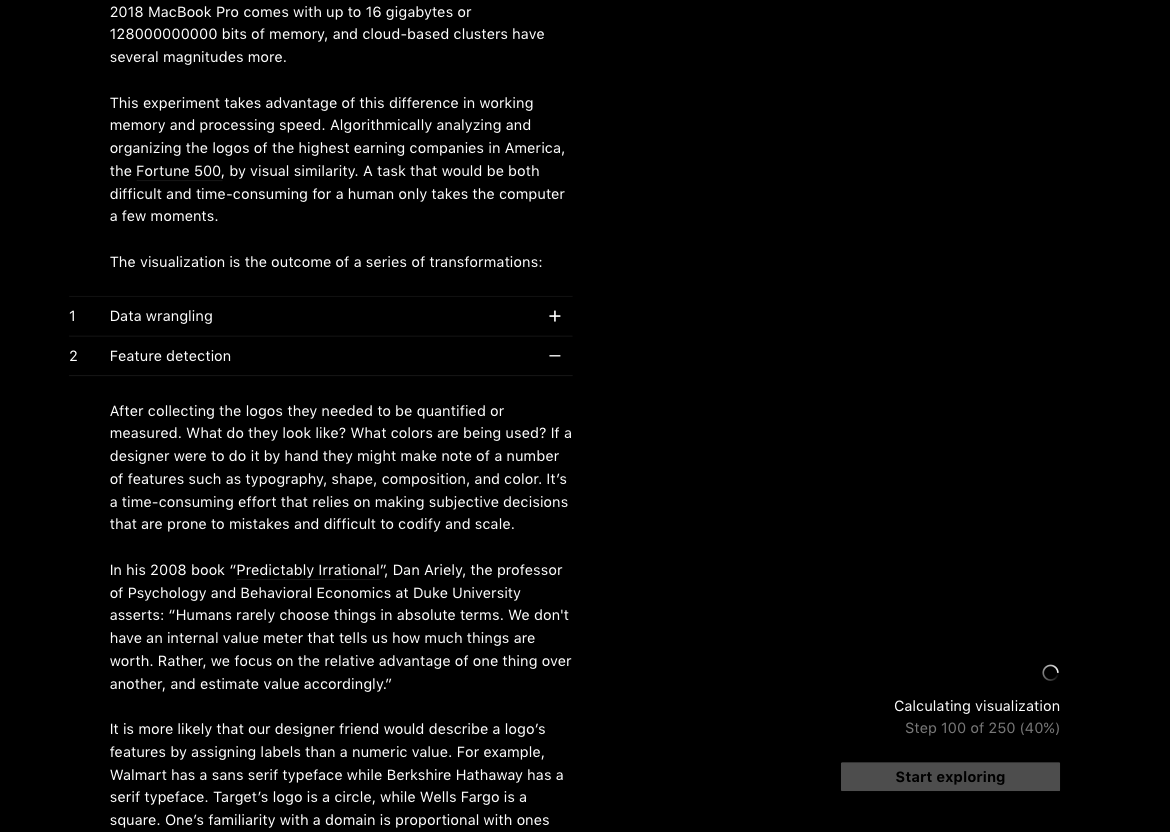 2018 MacBook Pro comes with up to 16 gigabytes or
128000000000 bits of memory, and cloud-based clusters have
several magnitudes more.
This experiment takes advantage of this difference in working
memory and processing speed. Algorithmically analyzing and
organizing the logos of the highest earning companies in America,
the Fortune 500, by visual similarity. A task that would be both
difficult and time-consuming for a human only takes the computer
a few moments.
The visualization is the outcome of a series of transformations:
1 Data wrangling +
2 Feature detection −
After collecting the logos they needed to be quantified or
measured. What do they look like? What colors are being used? If a
designer were to do it by hand they might make note of a number
of features such as typography, shape, composition, and color. It’s
a time-consuming effort that relies on making subjective decisions
that are prone to mistakes and difficult to codify and scale.
In his 2008 book “Predictably Irrational”, Dan Ariely, the professor
of Psychology and Behavioral Economics at Duke University
asserts: “Humans rarely choose things in absolute terms. We don't
have an internal value meter that tells us how much things are
worth. Rather, we focus on the relative advantage of one thing over
another, and estimate value accordingly.”
It is more likely that our designer friend would describe a logo’s
features by assigning labels than a numeric value. For example,
Walmart has a sans serif typeface while Berkshire Hathaway has a
serif typeface. Target’s logo is a circle, while Wells Fargo is a
square. One’s familiarity with a domain is proportional with ones
Calculating visualization
Step 100 of 250 (40%)
Start exploring